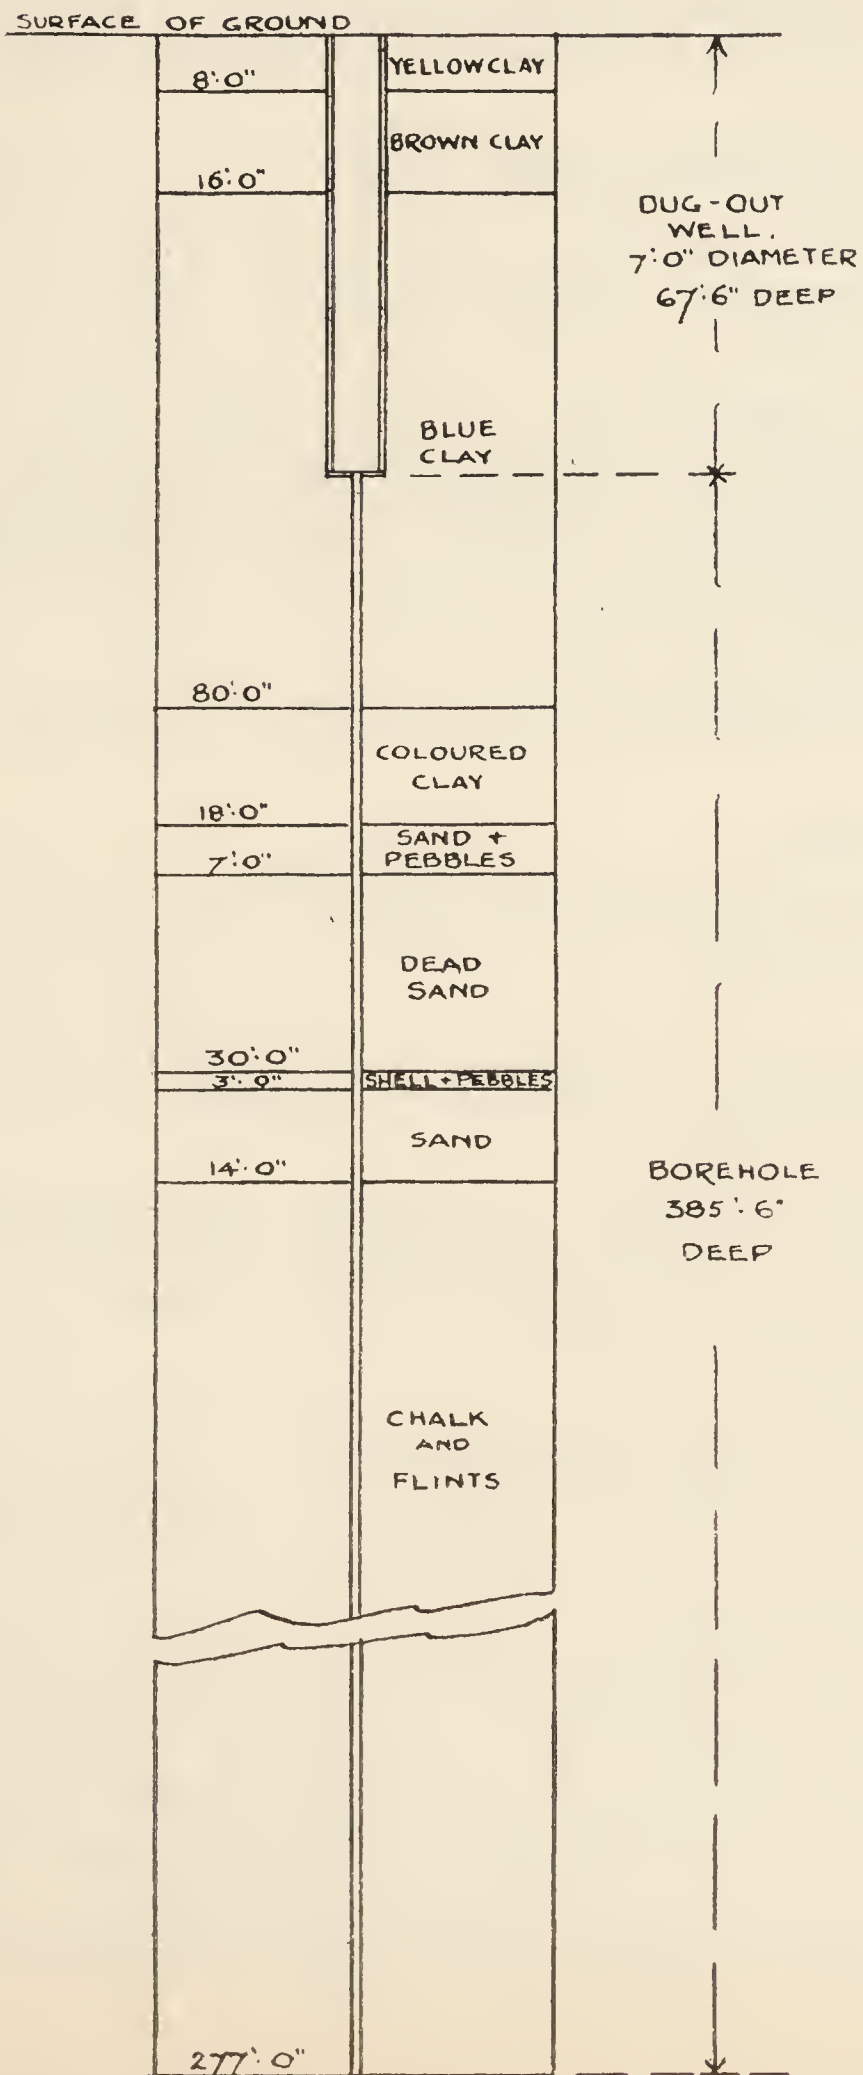 SURFACE OF GROUND
8'.0"
YELLOW CLAY
BROWN CLAY
16'.0"
DUG-OUT
WELL.
7'.0" DIAMETER
67'.6" DEEP
BLUE
CLAY
80'.0"
COLOURED
CLAY
18'.0"
SAND +
PEBBLES
7'.0"
DEAD
SAND
30'.0"
3'.0"
SHELL + PEBBLES
SAND
14'.0"
BOREHOLE
385'.6"
DEEP
CHALK
AND
FLINTS
277'.0"